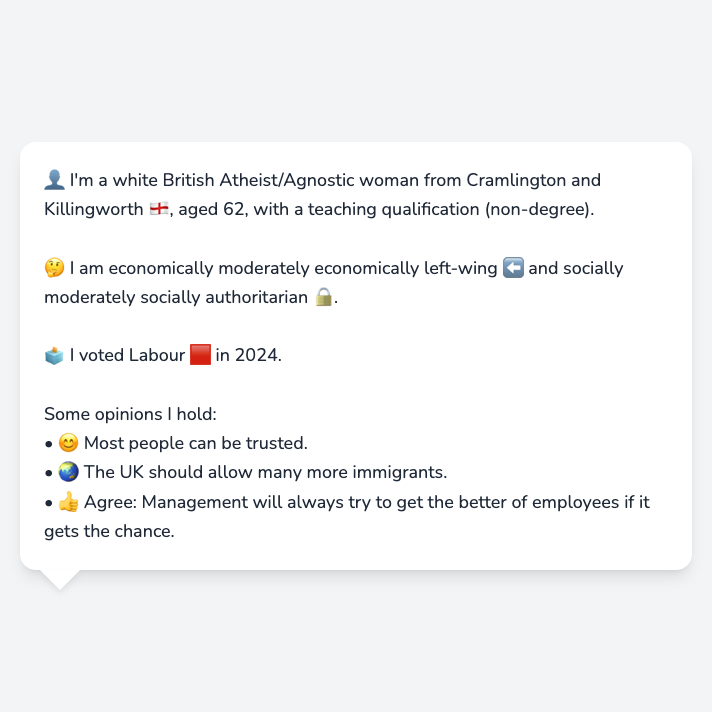 👤 I'm a white British Atheist/Agnostic woman from Cramlington and
Killingworth 🏴󠁧󠁢󠁥󠁮󠁧󠁿, aged 62, with a teaching qualification (non-degree).
🤔 I am economically moderately economically left-wing ⬅️ and socially
moderately socially authoritarian 🔒.
🗳️ I voted Labour 🟥 in 2024.
Some opinions I hold:
• 😊 Most people can be trusted.
• 🌏 The UK should allow many more immigrants.
• 👍 Agree: Management will always try to get the better of employees if it
gets the chance.